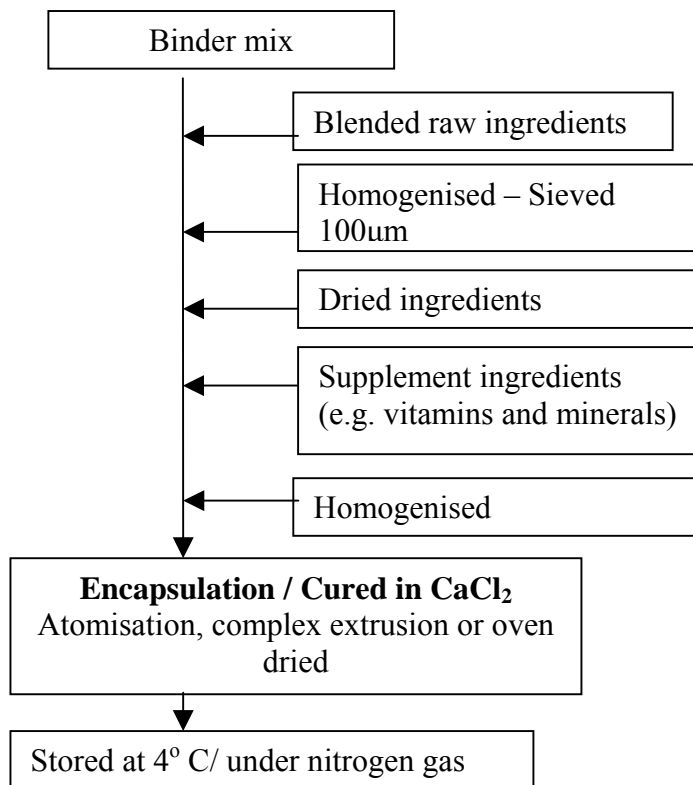 Binder mix
Blended raw ingredients
Homogenised – Sieved
100μm
Dried ingredients
Supplement ingredients
(e.g. vitamins and minerals)
Homogenised
Encapsulation / Cured in CaCl₂
Atomisation, complex extrusion or oven
dried
Stored at 4° C/ under nitrogen gas